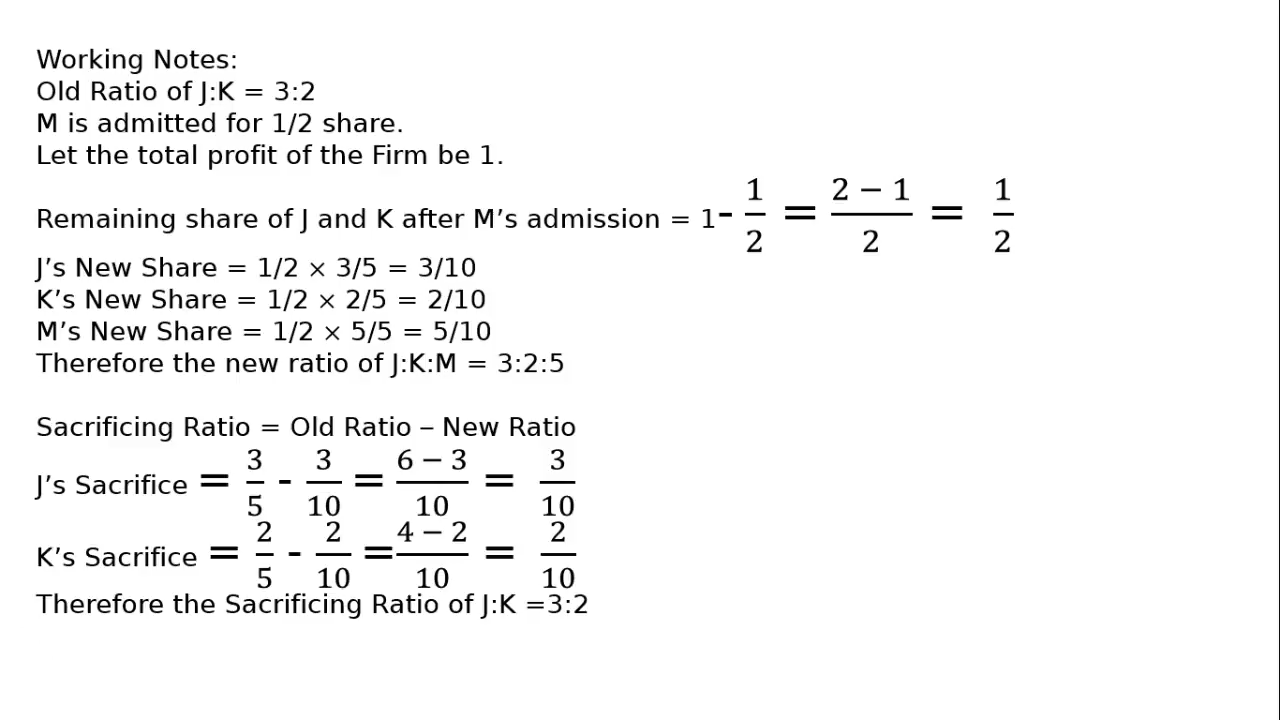 Working Notes:
Old Ratio of J:K = 3:2
M is admitted for 1/2 share.
Let the total profit of the Firm be 1.
Remaining share of J and K after M’s admission = 1- 1/2 = (2 − 1)/2 = 1/2
J’s New Share = 1/2 × 3/5 = 3/10
K’s New Share = 1/2 × 2/5 = 2/10
M’s New Share = 1/2 × 5/5 = 5/10
Therefore the new ratio of J:K:M = 3:2:5
Sacrificing Ratio = Old Ratio – New Ratio
J’s Sacrifice = 3/5 - 3/10 = (6 − 3)/10 = 3/10
K’s Sacrifice = 2/5 - 2/10 = (4 − 2)/10 = 2/10
Therefore the Sacrificing Ratio of J:K =3:2